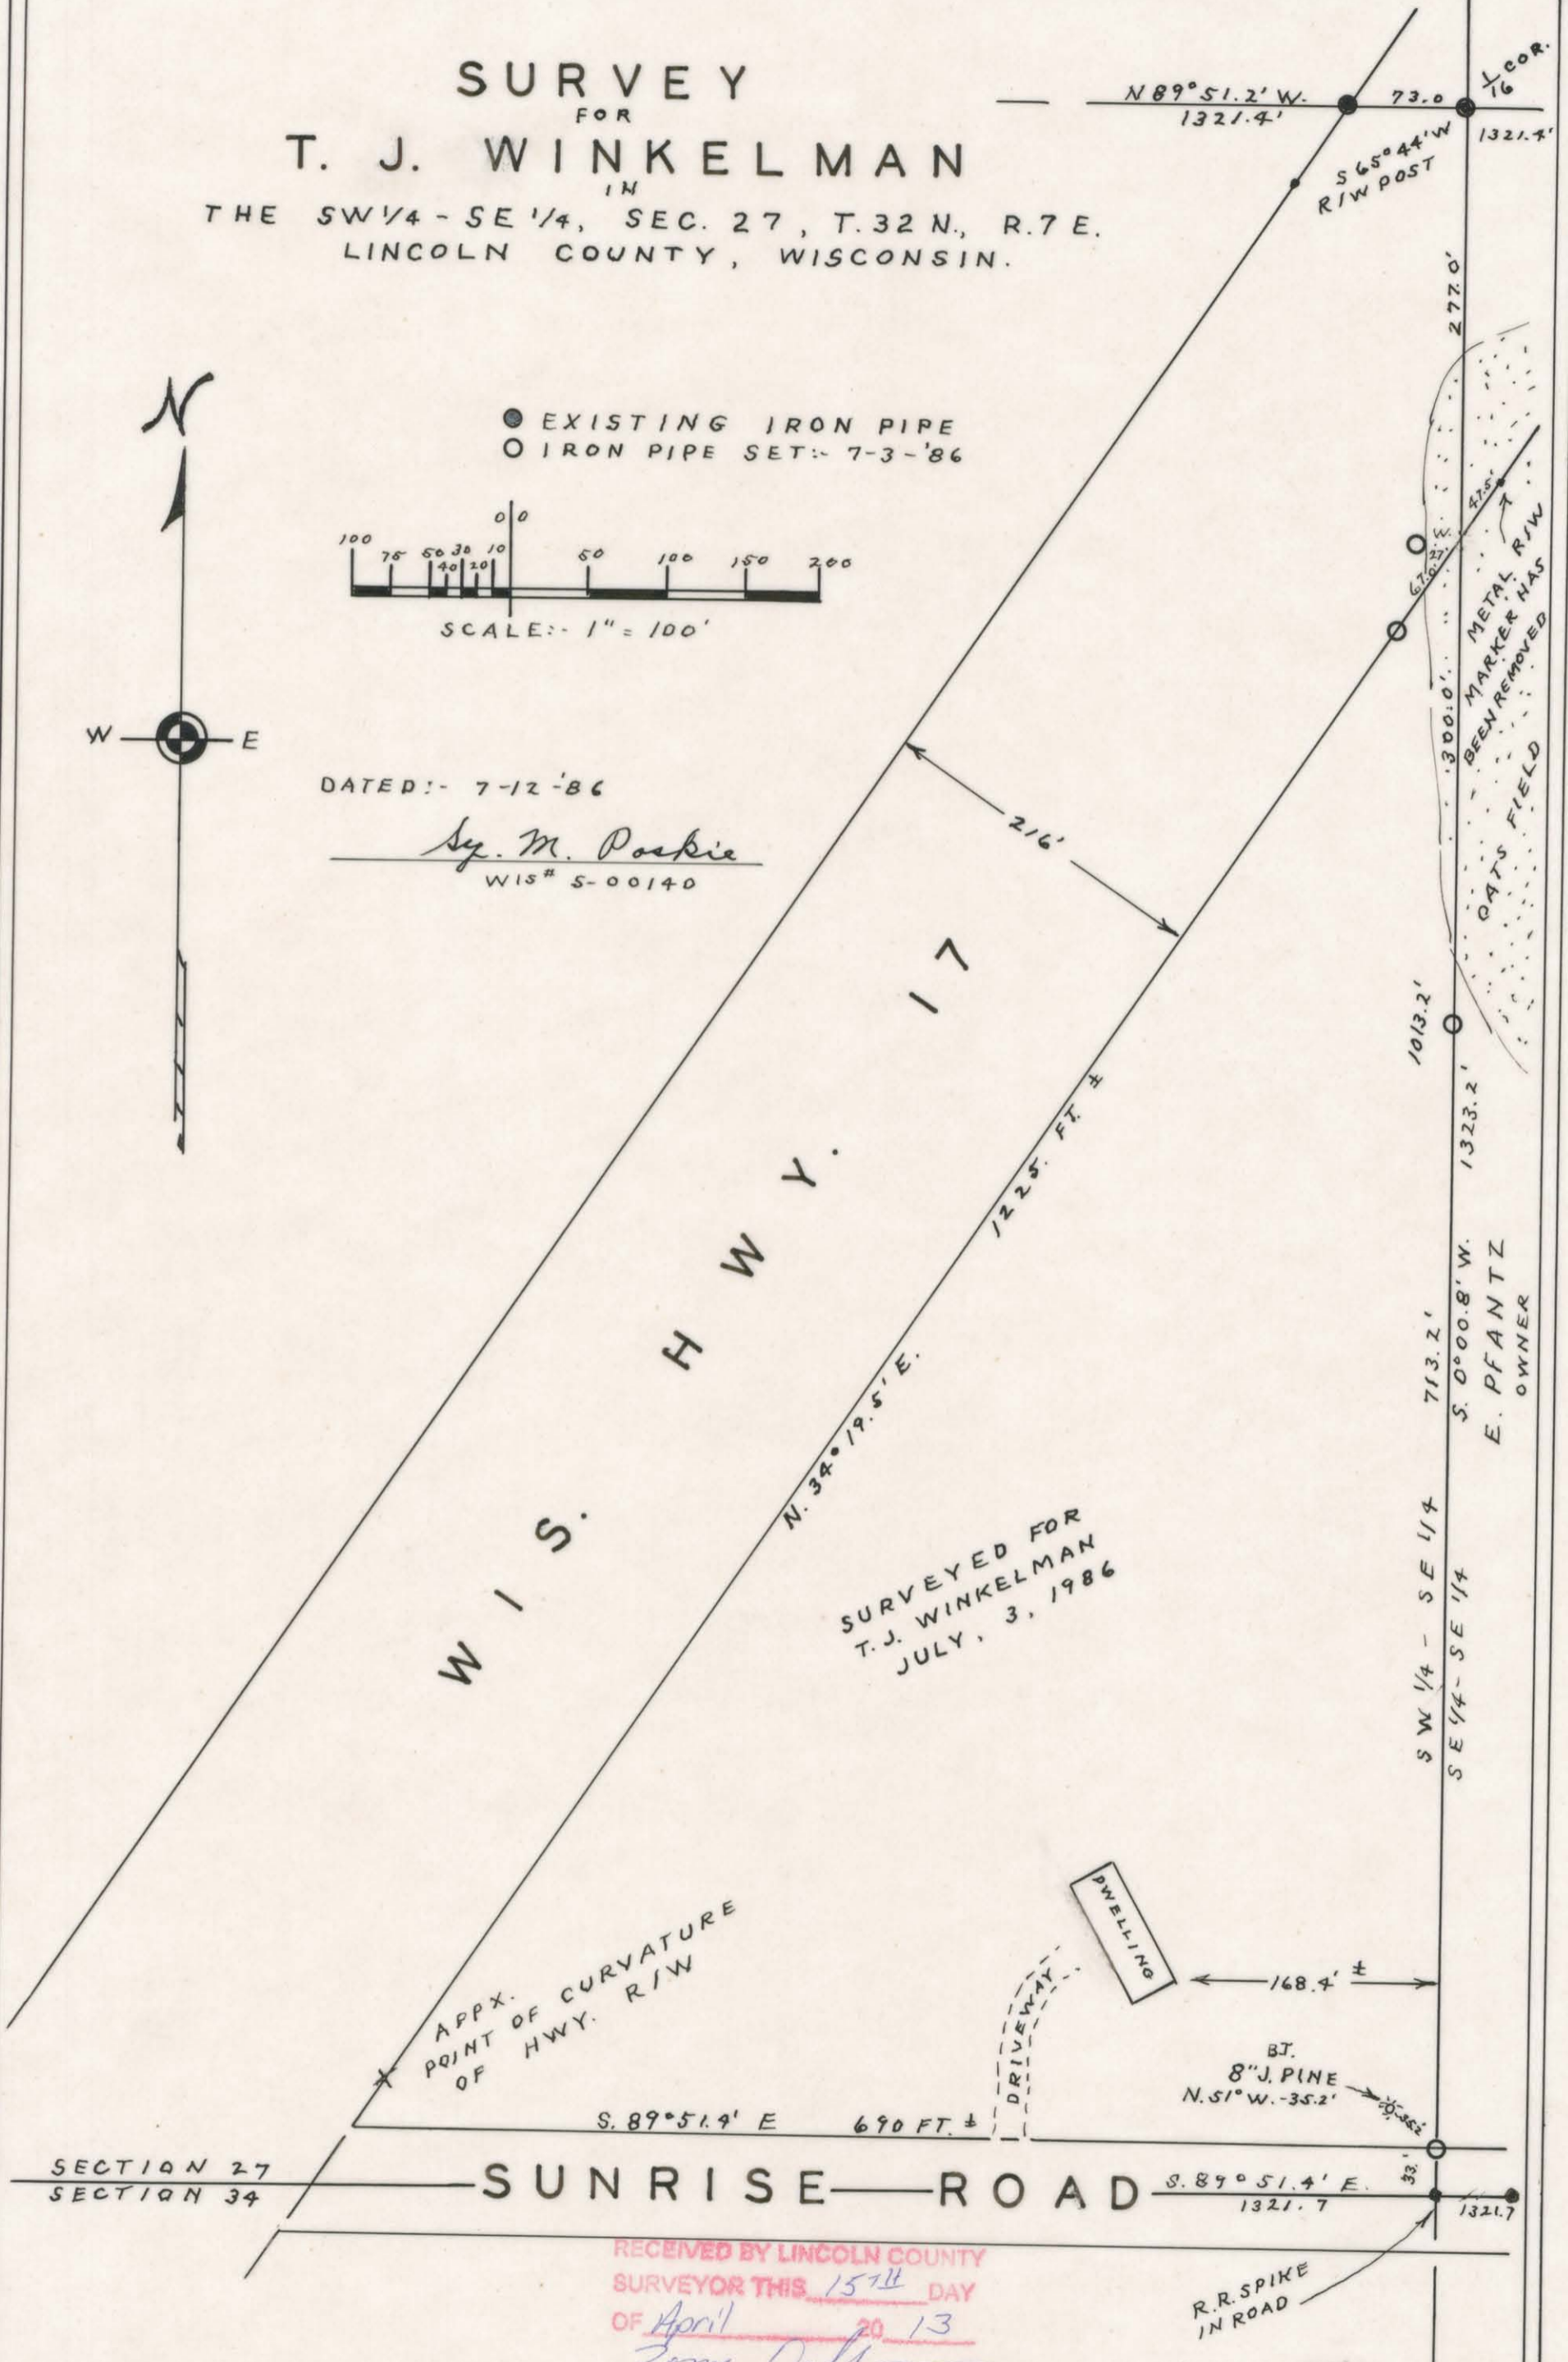 SURVEY
FOR
T. J. WINKELMAN
IN
THE SW 1/4 - SE 1/4, SEC. 27, T. 32 N., R. 7 E.
LINCOLN COUNTY, WISCONSIN.
N 89° 51.2' W.
1321.4'
73.0
1/16 COR.
1321.4'
S 65° 44' W
R/W POST
277.0'
N
● EXISTING IRON PIPE
○ IRON PIPE SET:- 7-3-'86
0 0
100 75 50 40 30 20 10 50 100 150 200
SCALE:- 1" = 100'
W E
47.5'
27.3
67.0'
METAL R/W
MARKER HAS
BEEN REMOVED
300.0'
OATS FIELD
DATED:- 7-12-'86
Sy. M. Poskie
WIS# S-00140
216'
WIS. HWY. 17
1013.2'
1323.2'
1225. FT. ±
N. 34° 19.5' E.
713.2'
S. 0° 00.8' W.
E. PFANTZ
OWNER
SURVEYED FOR
T. J. WINKELMAN
JULY, 3, 1986
SW 1/4 - SE 1/4
SE 1/4 - SE 1/4
DWELLING
168.4' ±
DRIVEWAY
APPX.
POINT OF CURVATURE
OF HWY. R/W
B.T.
8" J. PINE
N. 51° W. - 35.2'
35.2'
S. 89° 51.4' E 690 FT. ±
33.'
SECTION 27
SECTION 34
SUNRISE ROAD
S. 89° 51.4' E.
1321.7
1321.7
R.R. SPIKE
IN ROAD
RECEIVED BY LINCOLN COUNTY
SURVEYOR THIS 15TH DAY
OF April 20 13